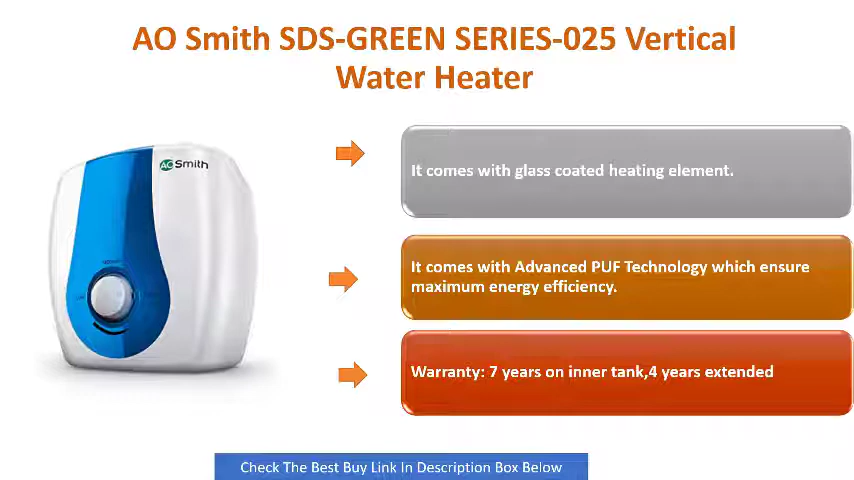 AO Smith SDS-GREEN SERIES-025 Vertical
Water Heater
AO Smith
It comes with glass coated heating element.
It comes with Advanced PUF Technology which ensure
maximum energy efficiency.
Warranty: 7 years on inner tank,4 years extended
Check The Best Buy Link In Description Box Below